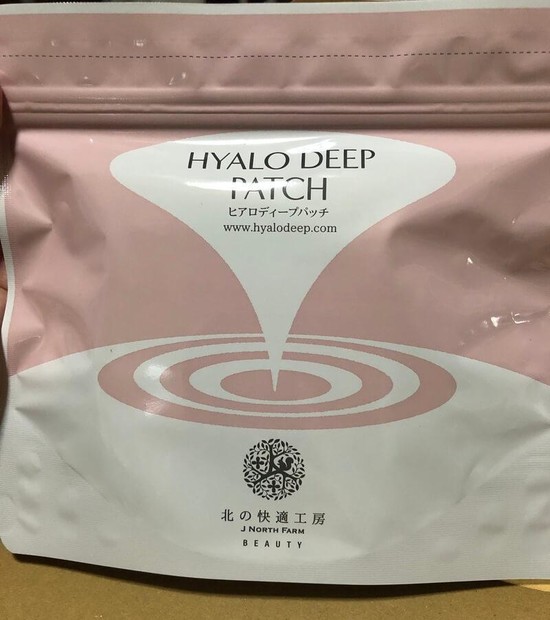 HYALO DEEP
PATCH
ヒアロディープパッチ
www.hyalodeep.com
北の快適工房
J NORTH FARM
BEAUTY